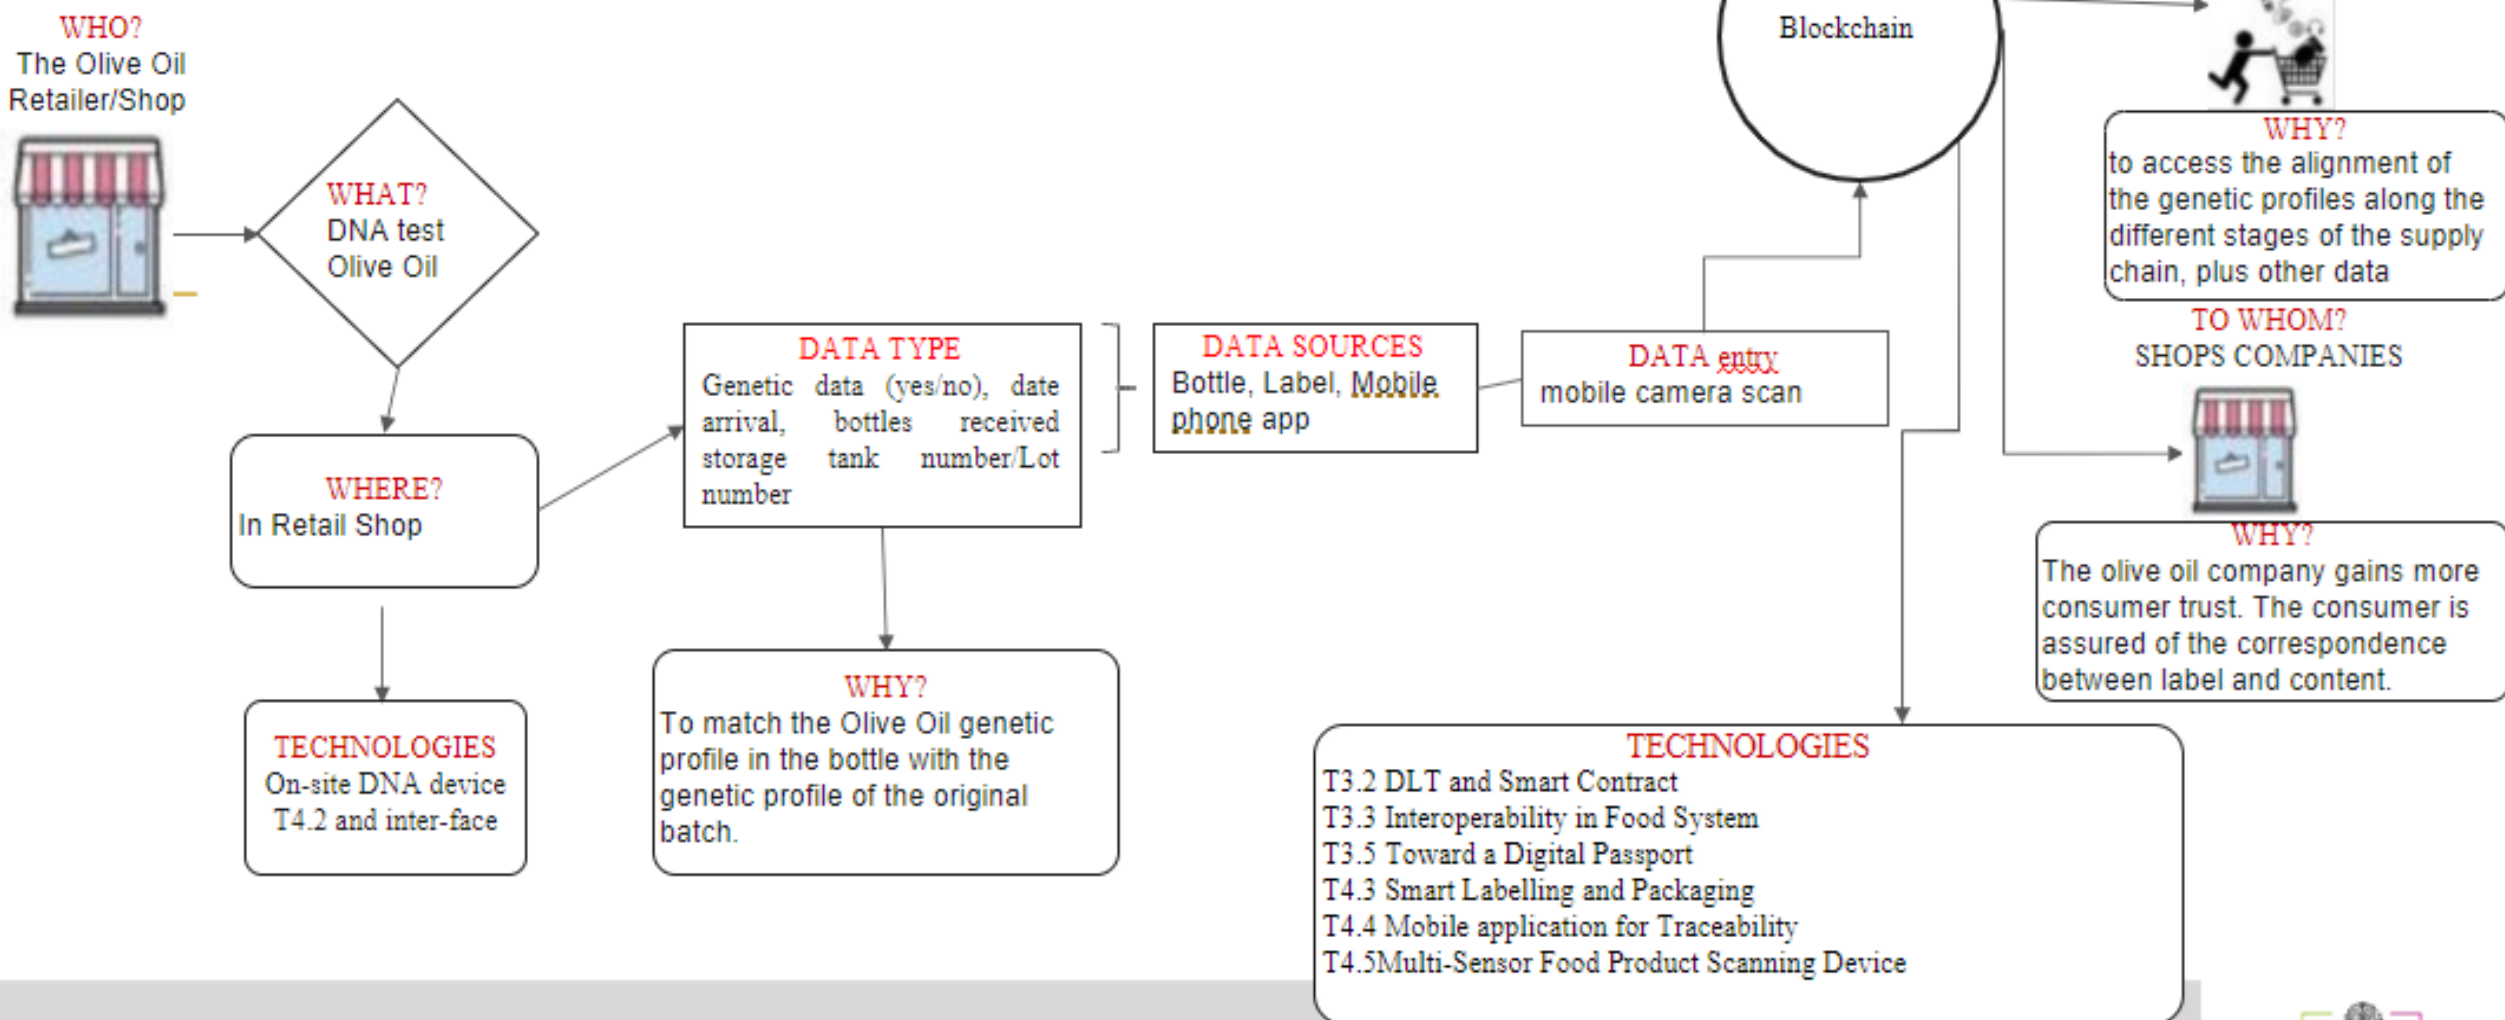 WHO?
The Olive Oil
Retailer/Shop
WHAT?
DNA test
Olive Oil
WHERE?
In Retail Shop
TECHNOLOGIES
On-site DNA device
T4.2 and inter-face
DATA TYPE
Genetic data (yes/no), date
arrival, bottles received
storage tank number/Lot
number
WHY?
To match the Olive Oil genetic
profile in the bottle with the
genetic profile of the original
batch.
DATA SOURCES
Bottle, Label, Mobile
phone app
DATA entry
mobile camera scan
Blockchain
WHY?
to access the alignment of
the genetic profiles along the
different stages of the supply
chain, plus other data
TO WHOM?
SHOPS COMPANIES
WHY?
The olive oil company gains more
consumer trust. The consumer is
assured of the correspondence
between label and content.
TECHNOLOGIES
T3.2 DLT and Smart Contract
T3.3 Interoperability in Food System
T3.5 Toward a Digital Passport
T4.3 Smart Labelling and Packaging
T4.4 Mobile application for Traceability
T4.5Multi-Sensor Food Product Scanning Device